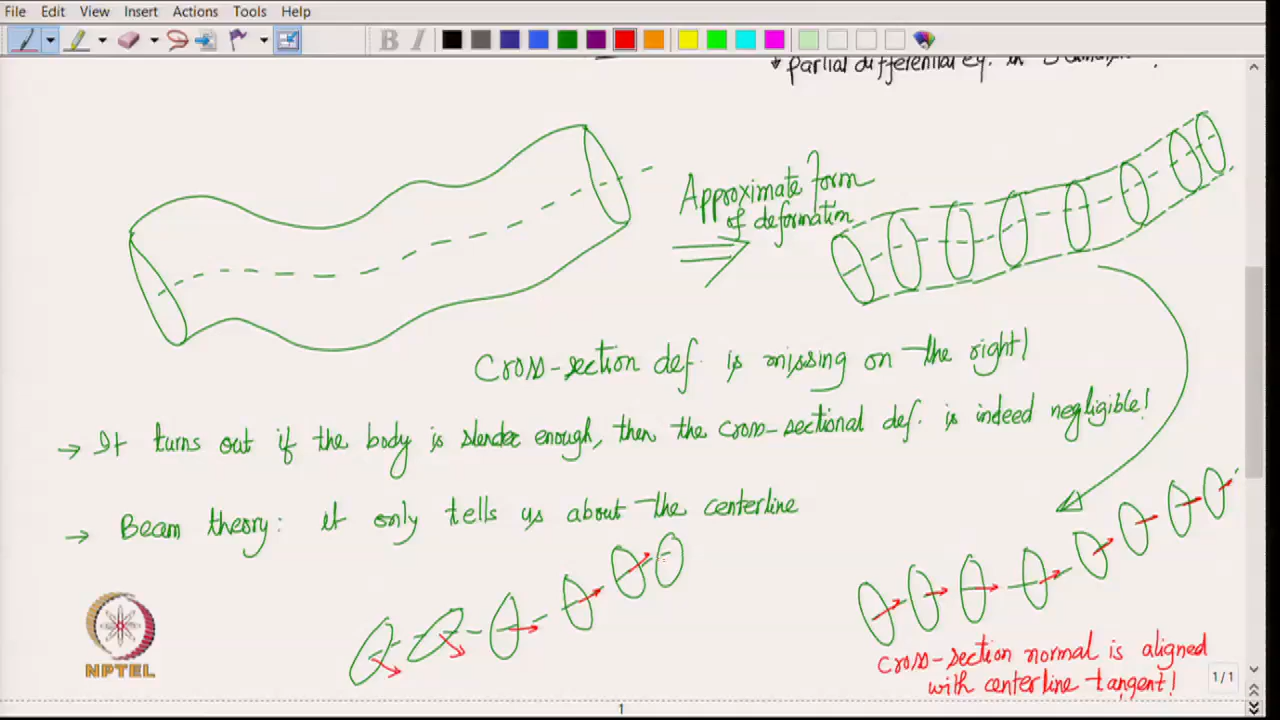 File Edit View Insert Actions Tools Help
B I
partial differential eq. in
Approximate form
of deformation
Cross-section def. is missing on the right!
→ It turns out if the body is slender enough, then the cross-sectional def. is indeed negligible!
→ Beam theory: it only tells us about the centerline
cross-section normal is aligned
with centerline tangent!
NPTEL
1/1
1